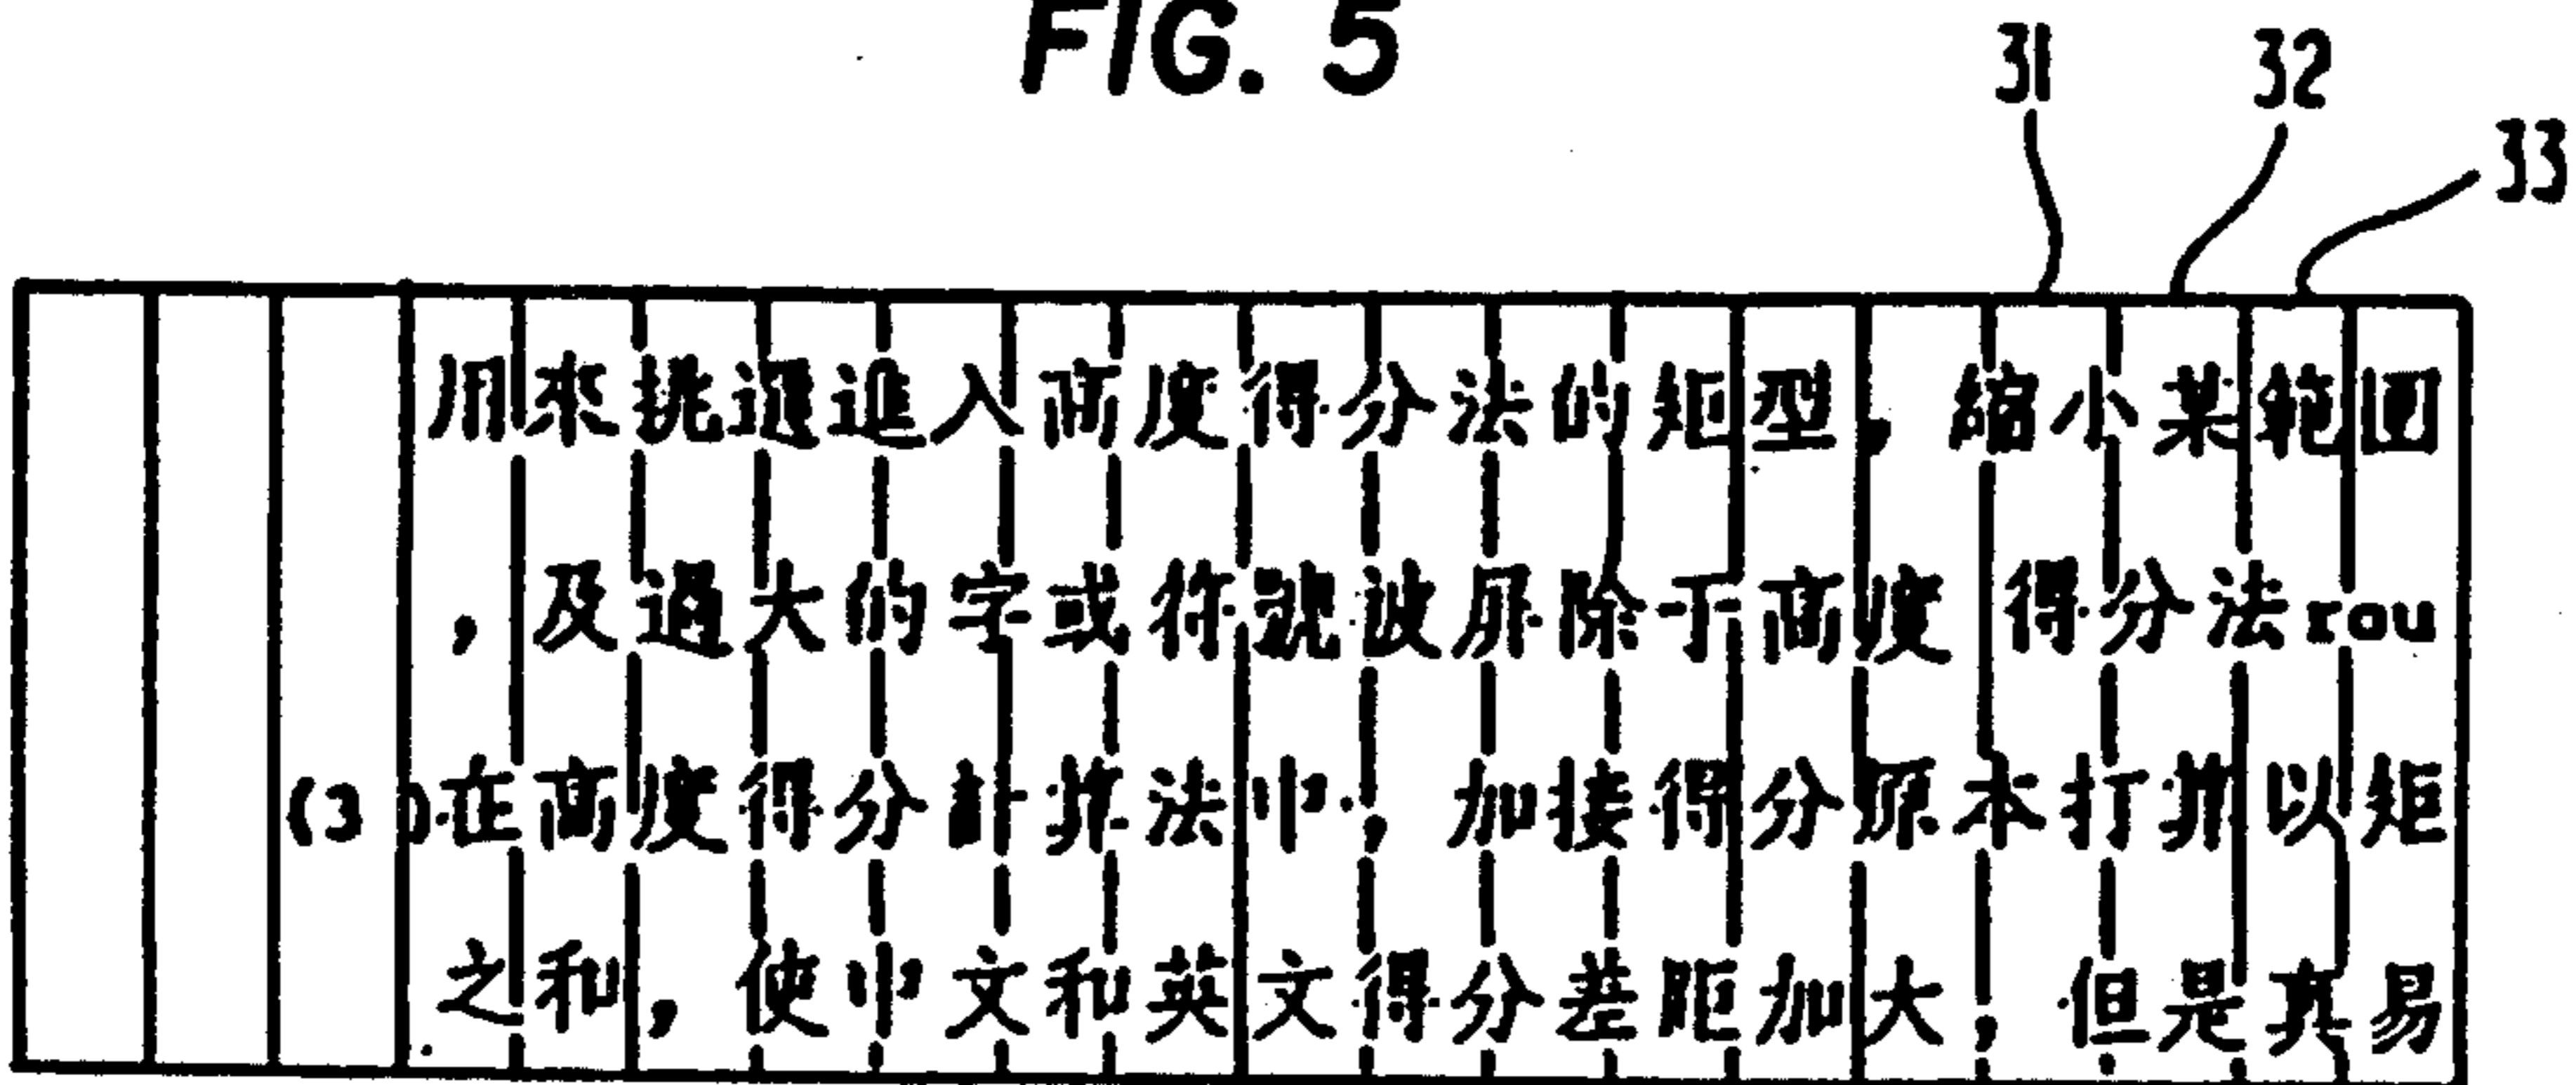 FIG. 5
31
32
33
用來挑選進入高度得分法的矩型，縮小某範圍
，及過大的字或符號被屏除于高度 得分法rou
(3)在高度得分計算法中，加接得分原本打算以矩
之和，使中文和英文得分差距加大，但是其易